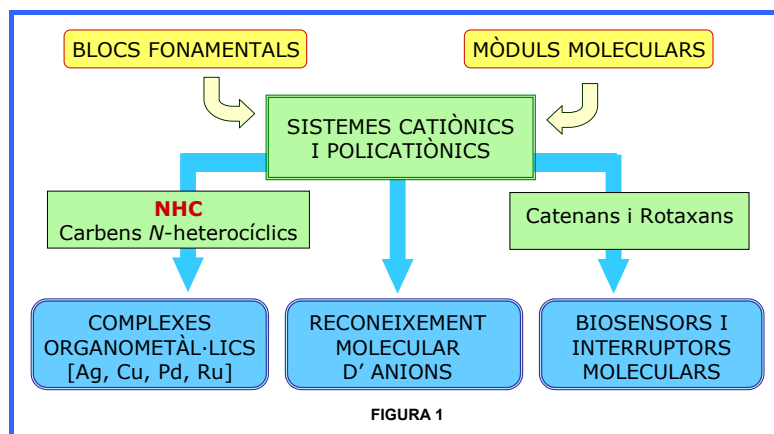 BLOCS FONAMENTALS
MÒDULS MOLECULARS
SISTEMES CATIÒNICS
I POLICATIÒNICS
NHC
Carbens N-heterocíclics
Catenans i Rotaxans
COMPLEXES
ORGANOMETÀL·LICS
[Ag, Cu, Pd, Ru]
RECONEIXEMENT
MOLECULAR
D' ANIONS
BIOSENSORS I
INTERRUPTORS
MOLECULARS
FIGURA 1